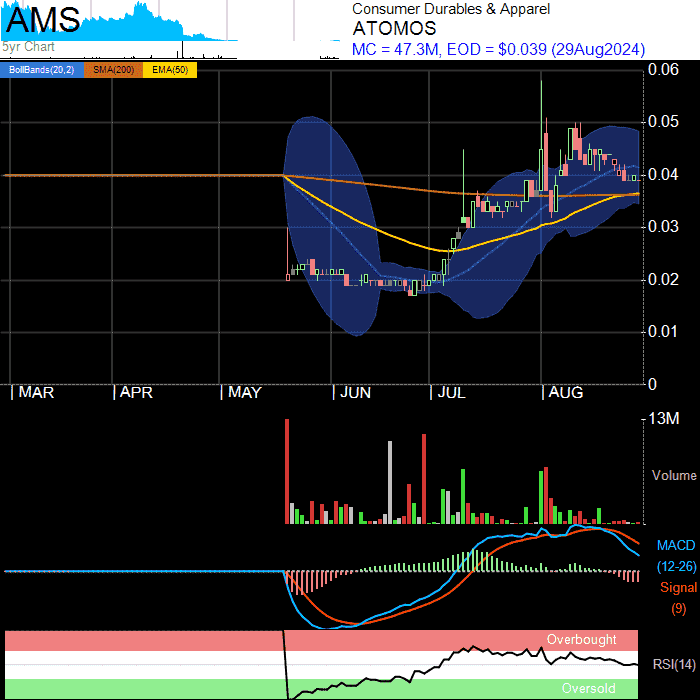 AMS
5yr Chart
Consumer Durables & Apparel
ATOMOS
MC = 47.3M, EOD = $0.039 (29Aug2024)
BollBands(20,2) SMA(200) EMA(50)
0.06
0.05
0.04
0.03
0.02
0.01
0
MAR APR MAY JUN JUL AUG
13M
Volume
MACD
(12-26)
Signal
(9)
Overbought
RSI(14)
Oversold